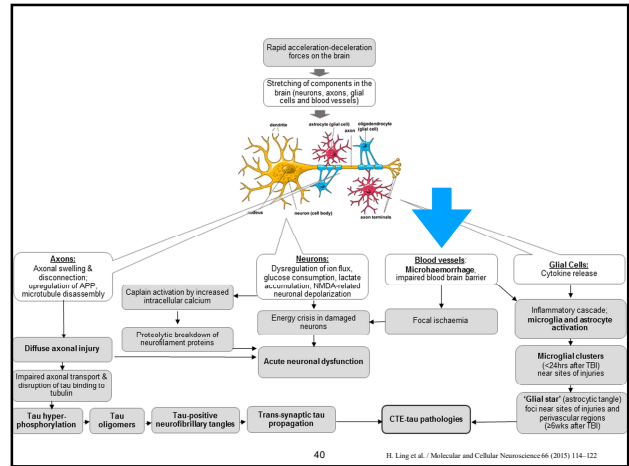 Rapid acceleration-deceleration
forces on the brain
Stretching of components in the
brain (neurons, axons, glial
cells and blood vessels)
dendrite
astrocyte (glial cell)
axon
oligodendrocyte
(glial cell)
nucleus
neuron (cell body)
axon terminals
Axons:
Axonal swelling &
disconnection;
upregulation of APP,
microtubule disassembly
Neurons:
Dysregulation of ion flux,
glucose consumption, lactate
accumulation, NMDA-related
neuronal depolarization
Blood vessels:
Microhaemorrhage,
impaired blood brain barrier
Glial Cells:
Cytokine release
Caplain activation by increased
intracellular calcium
Energy crisis in damaged
neurons
Focal ischaemia
Inflammatory cascade;
microglia and astrocyte
activation
Proteolytic breakdown of
neurofilament proteins
Diffuse axonal injury
Acute neuronal dysfunction
Microglial clusters
(<24hrs after TBI)
near sites of injuries
Impaired axonal transport &
disruption of tau binding to
tubulin
'Glial star' (astrocytic tangle)
foci near sites of injuries and
perivascular regions
(≥6wks after TBI)
Tau hyper-
phosphorylation
Tau
oligomers
Tau-positive
neurofibrillary tangles
Trans-synaptic tau
propagation
CTE-tau pathologies
40
H. Ling et al. / Molecular and Cellular Neuroscience 66 (2015) 114–122